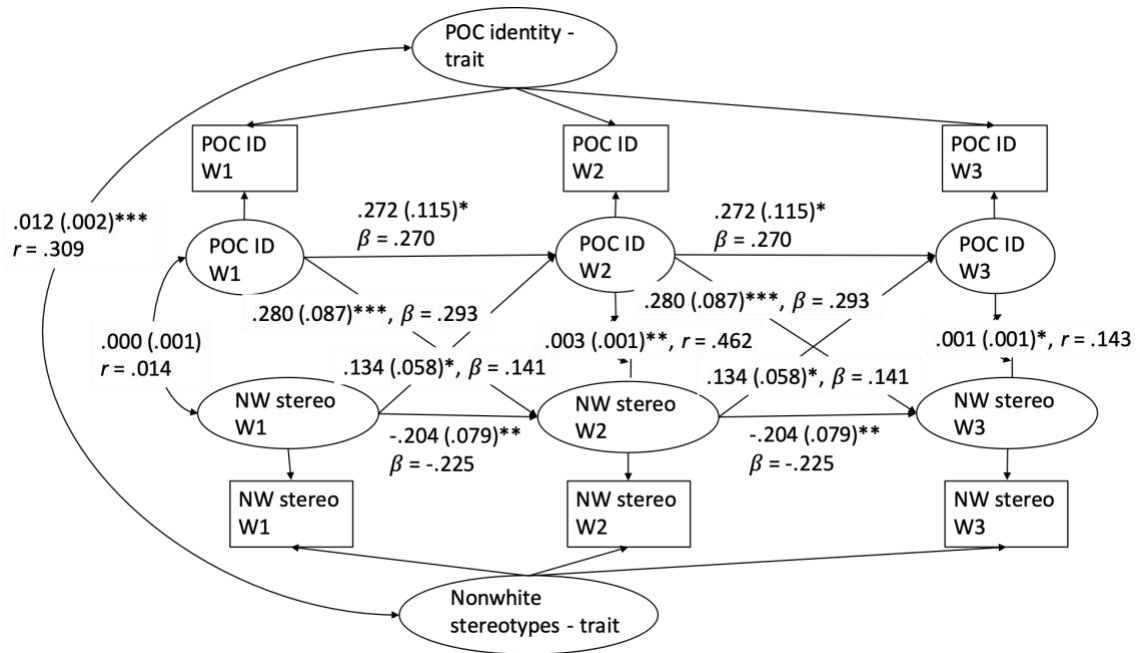 POC identity -
trait
POC ID
W1
POC ID
W2
POC ID
W3
.012 (.002)***
r = .309
.272 (.115)*
β = .270
.272 (.115)*
β = .270
POC ID
W1
POC ID
W2
POC ID
W3
.280 (.087)***, β = .293
.280 (.087)***, β = .293
.000 (.001)
r = .014
.003 (.001)**, r = .462
.001 (.001)*, r = .143
.134 (.058)*, β = .141
.134 (.058)*, β = .141
NW stereo
W1
NW stereo
W2
NW stereo
W3
-.204 (.079)**
β = -.225
-.204 (.079)**
β = -.225
NW stereo
W1
NW stereo
W2
NW stereo
W3
Nonwhite
stereotypes - trait